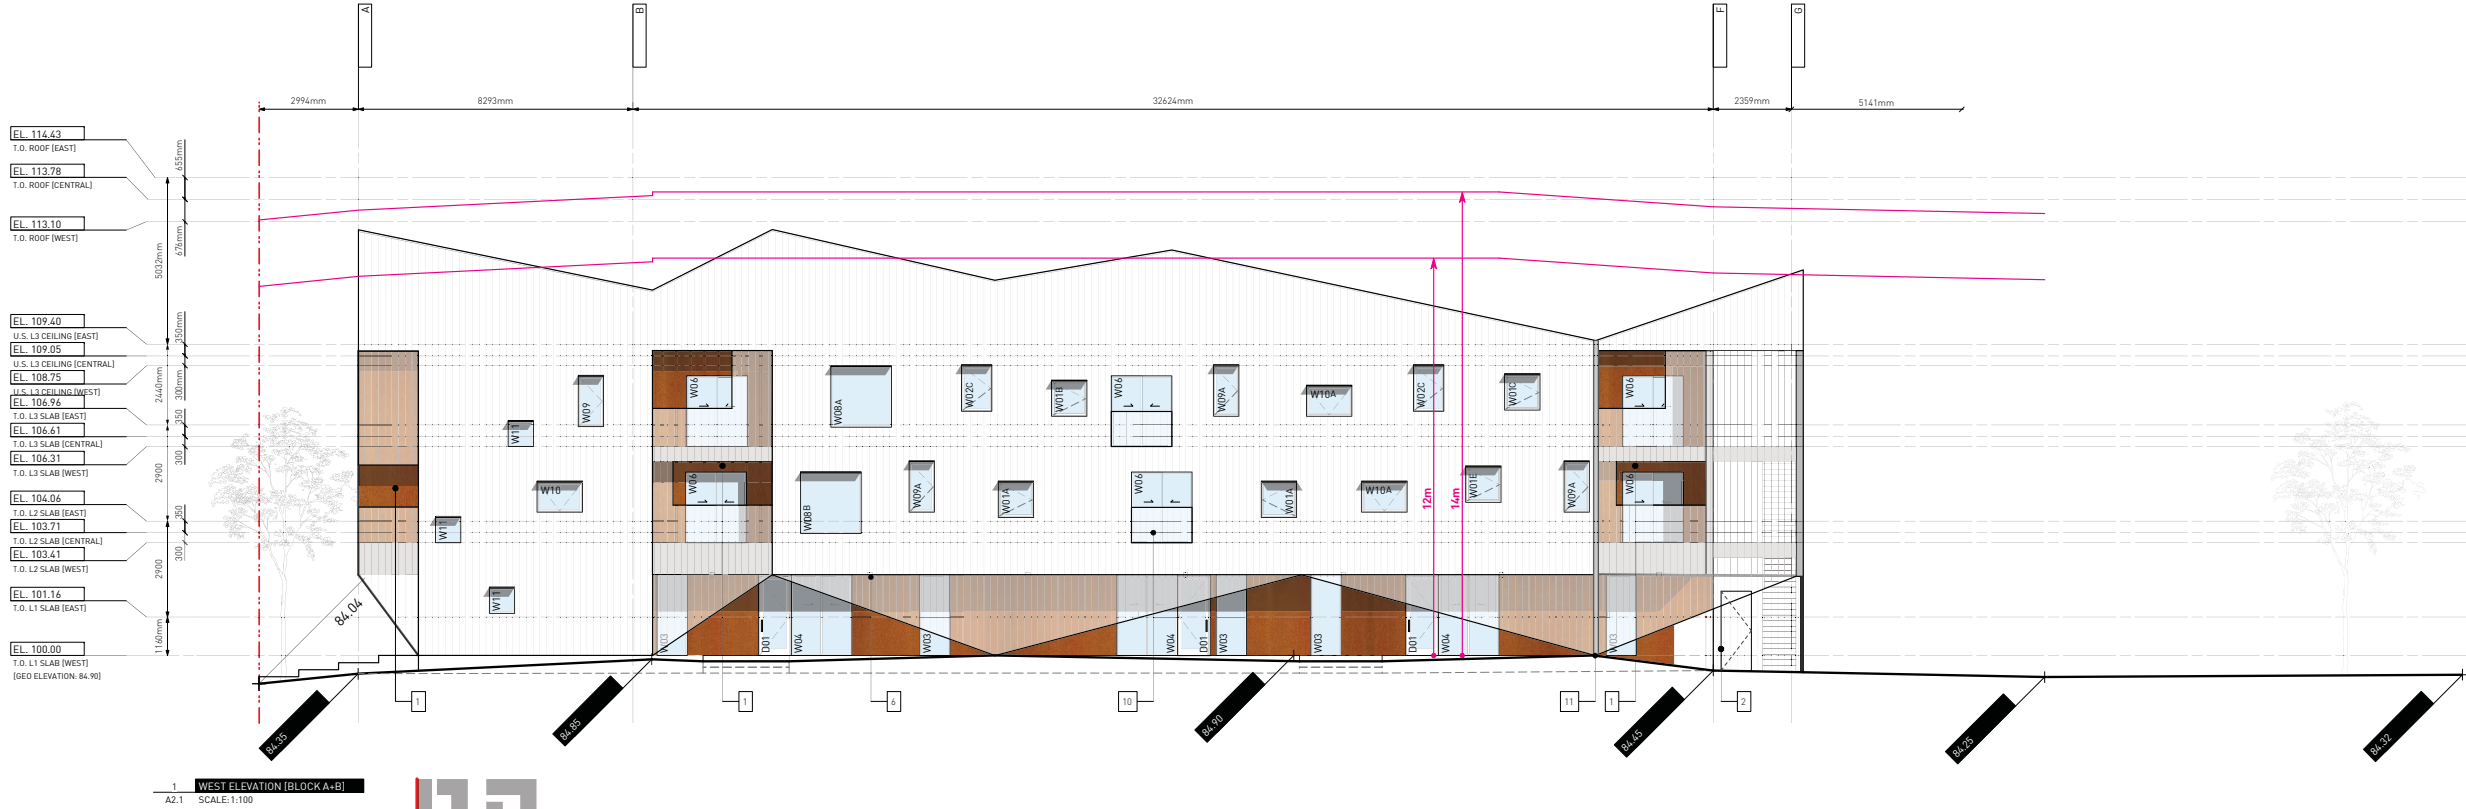 A
B
F
G
2994mm
8293mm
32624mm
2359mm
5141mm
EL. 114.43
T.O. ROOF [EAST]
EL. 113.78
T.O. ROOF [CENTRAL]
EL. 113.10
T.O. ROOF [WEST]
EL. 109.40
U.S. L3 CEILING [EAST]
EL. 109.05
U.S. L3 CEILING [CENTRAL]
EL. 108.75
U.S. L3 CEILING [WEST]
EL. 106.96
T.O. L3 SLAB [EAST]
EL. 106.61
T.O. L3 SLAB [CENTRAL]
EL. 106.31
T.O. L3 SLAB [WEST]
EL. 104.06
T.O. L2 SLAB [EAST]
EL. 103.71
T.O. L2 SLAB [CENTRAL]
EL. 103.41
T.O. L2 SLAB [WEST]
EL. 101.16
T.O. L1 SLAB [EAST]
EL. 100.00
T.O. L1 SLAB [WEST]
[GEO ELEVATION: 84.90]
655mm
676mm
5032mm
350mm
2440mm
300mm
350
300
2900
350
300
2900
1160mm
W09
W11
W10
W11
W11
W06
W08A
W02C
W01B
W06
W09A
W10A
W02C
W01C
W06
W06
W08B
W09A
W01A
W06
W01A
W10A
W01E
W09A
W06
12m
14m
W03
D01
W04
W03
W04
D01
W03
W03
D01
W04
W03
84.04
1
1
6
10
11
1
2
84.35
84.85
84.90
84.45
84.25
84.32
1
WEST ELEVATION [BLOCK A+B]
A2.1
SCALE: 1:100